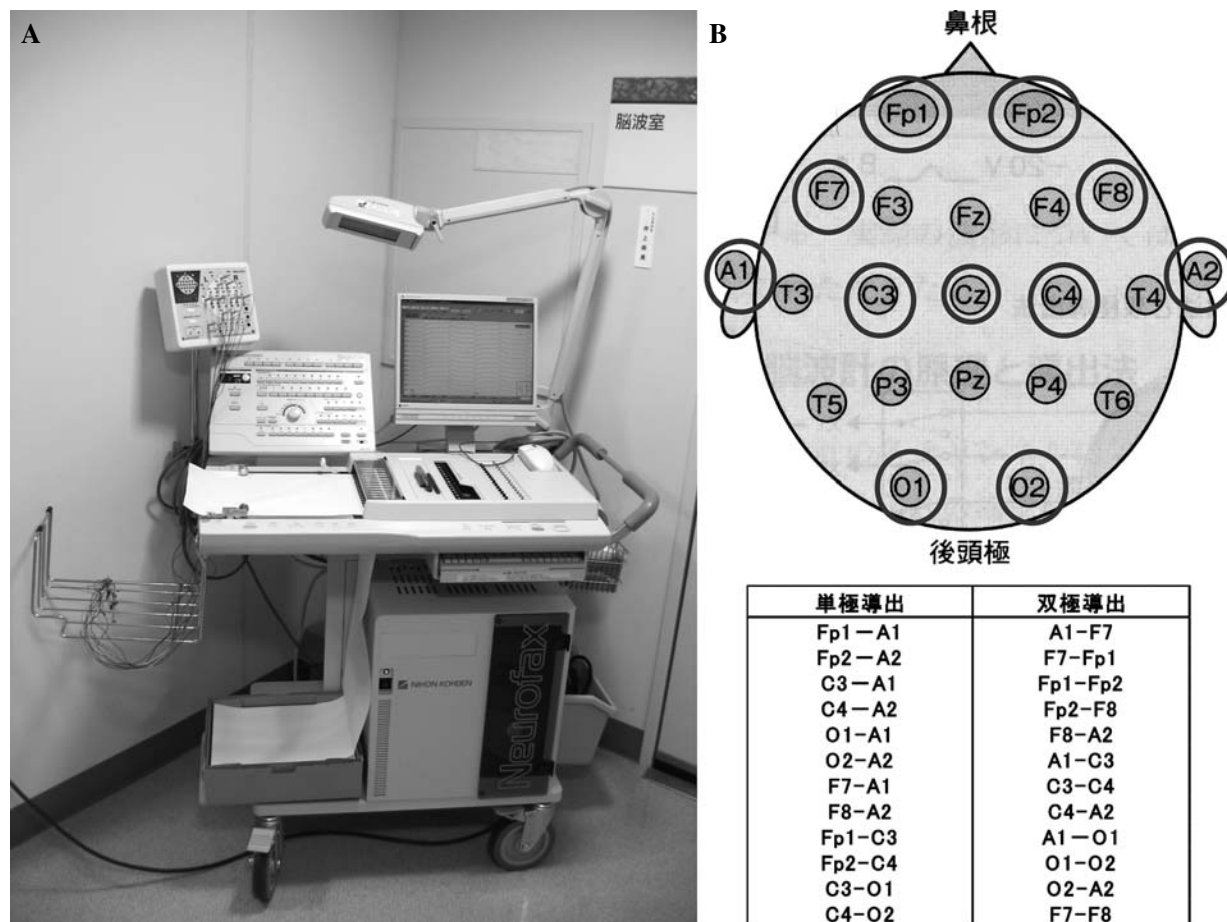 A
脳波室
NIHON KOHDEN
Neurofax
B
鼻根
Fp1 Fp2
F7 F3 Fz F4 F8
A1 T3 C3 Cz C4 T4 A2
T5 P3 Pz P4 T6
O1 O2
後頭極
単極導出 双極導出
Fp1－A1 A1-F7
Fp2－A2 F7-Fp1
C3－A1 Fp1-Fp2
C4－A2 Fp2-F8
O1-A1 F8-A2
O2-A2 A1-C3
F7-A1 C3-C4
F8-A2 C4-A2
Fp1-C3 A1－O1
Fp2-C4 O1-O2
C3-O1 O2-A2
C4-O2 F7-F8